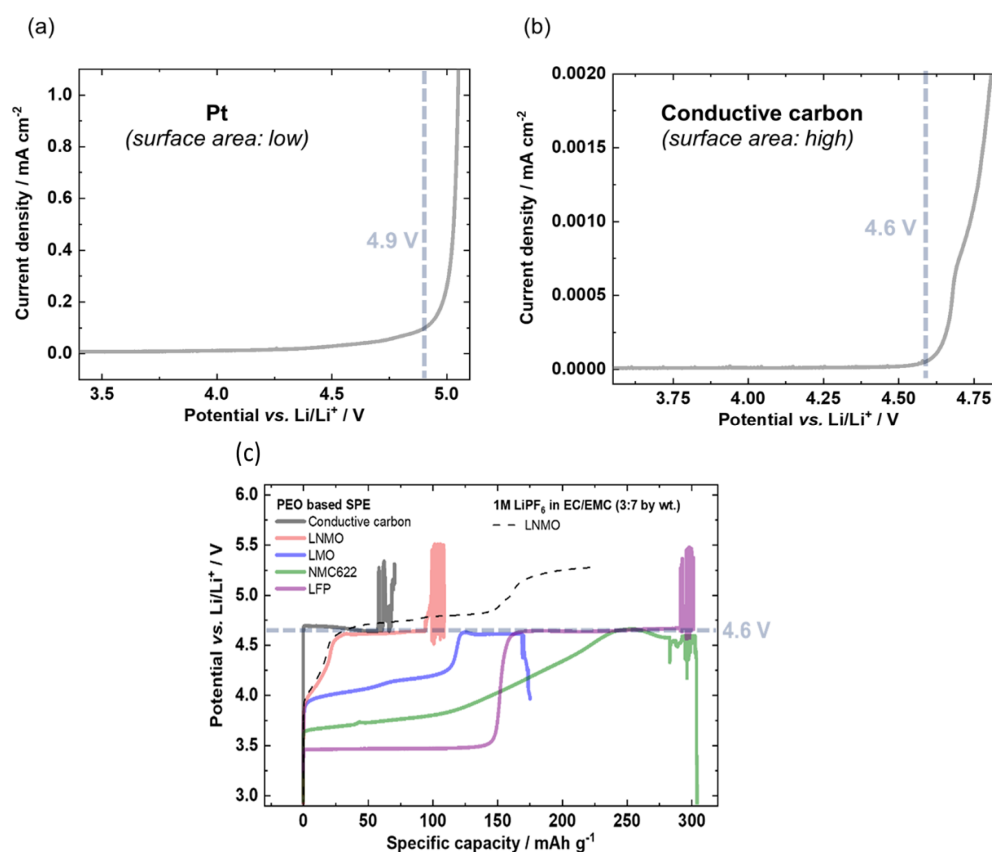 (a)
1.0
0.8
0.6
0.4
0.2
0.0
Current density / mA cm⁻²
Pt
(surface area: low)
4.9 V
3.5
4.0
4.5
5.0
Potential vs. Li/Li⁺ / V
(b)
0.0020
0.0015
0.0010
0.0005
0.0000
Current density / mA cm⁻²
Conductive carbon
(surface area: high)
4.6 V
3.75
4.00
4.25
4.50
4.75
Potential vs. Li/Li⁺ / V
(c)
6.0
5.5
5.0
4.5
4.0
3.5
3.0
Potential vs. Li/Li⁺ / V
PEO based SPE
Conductive carbon
LNMO
LMO
NMC622
LFP
1M LiPF₆ in EC/EMC (3:7 by wt.)
LNMO
4.6 V
0
50
100
150
200
250
300
Specific capacity / mAh g⁻¹